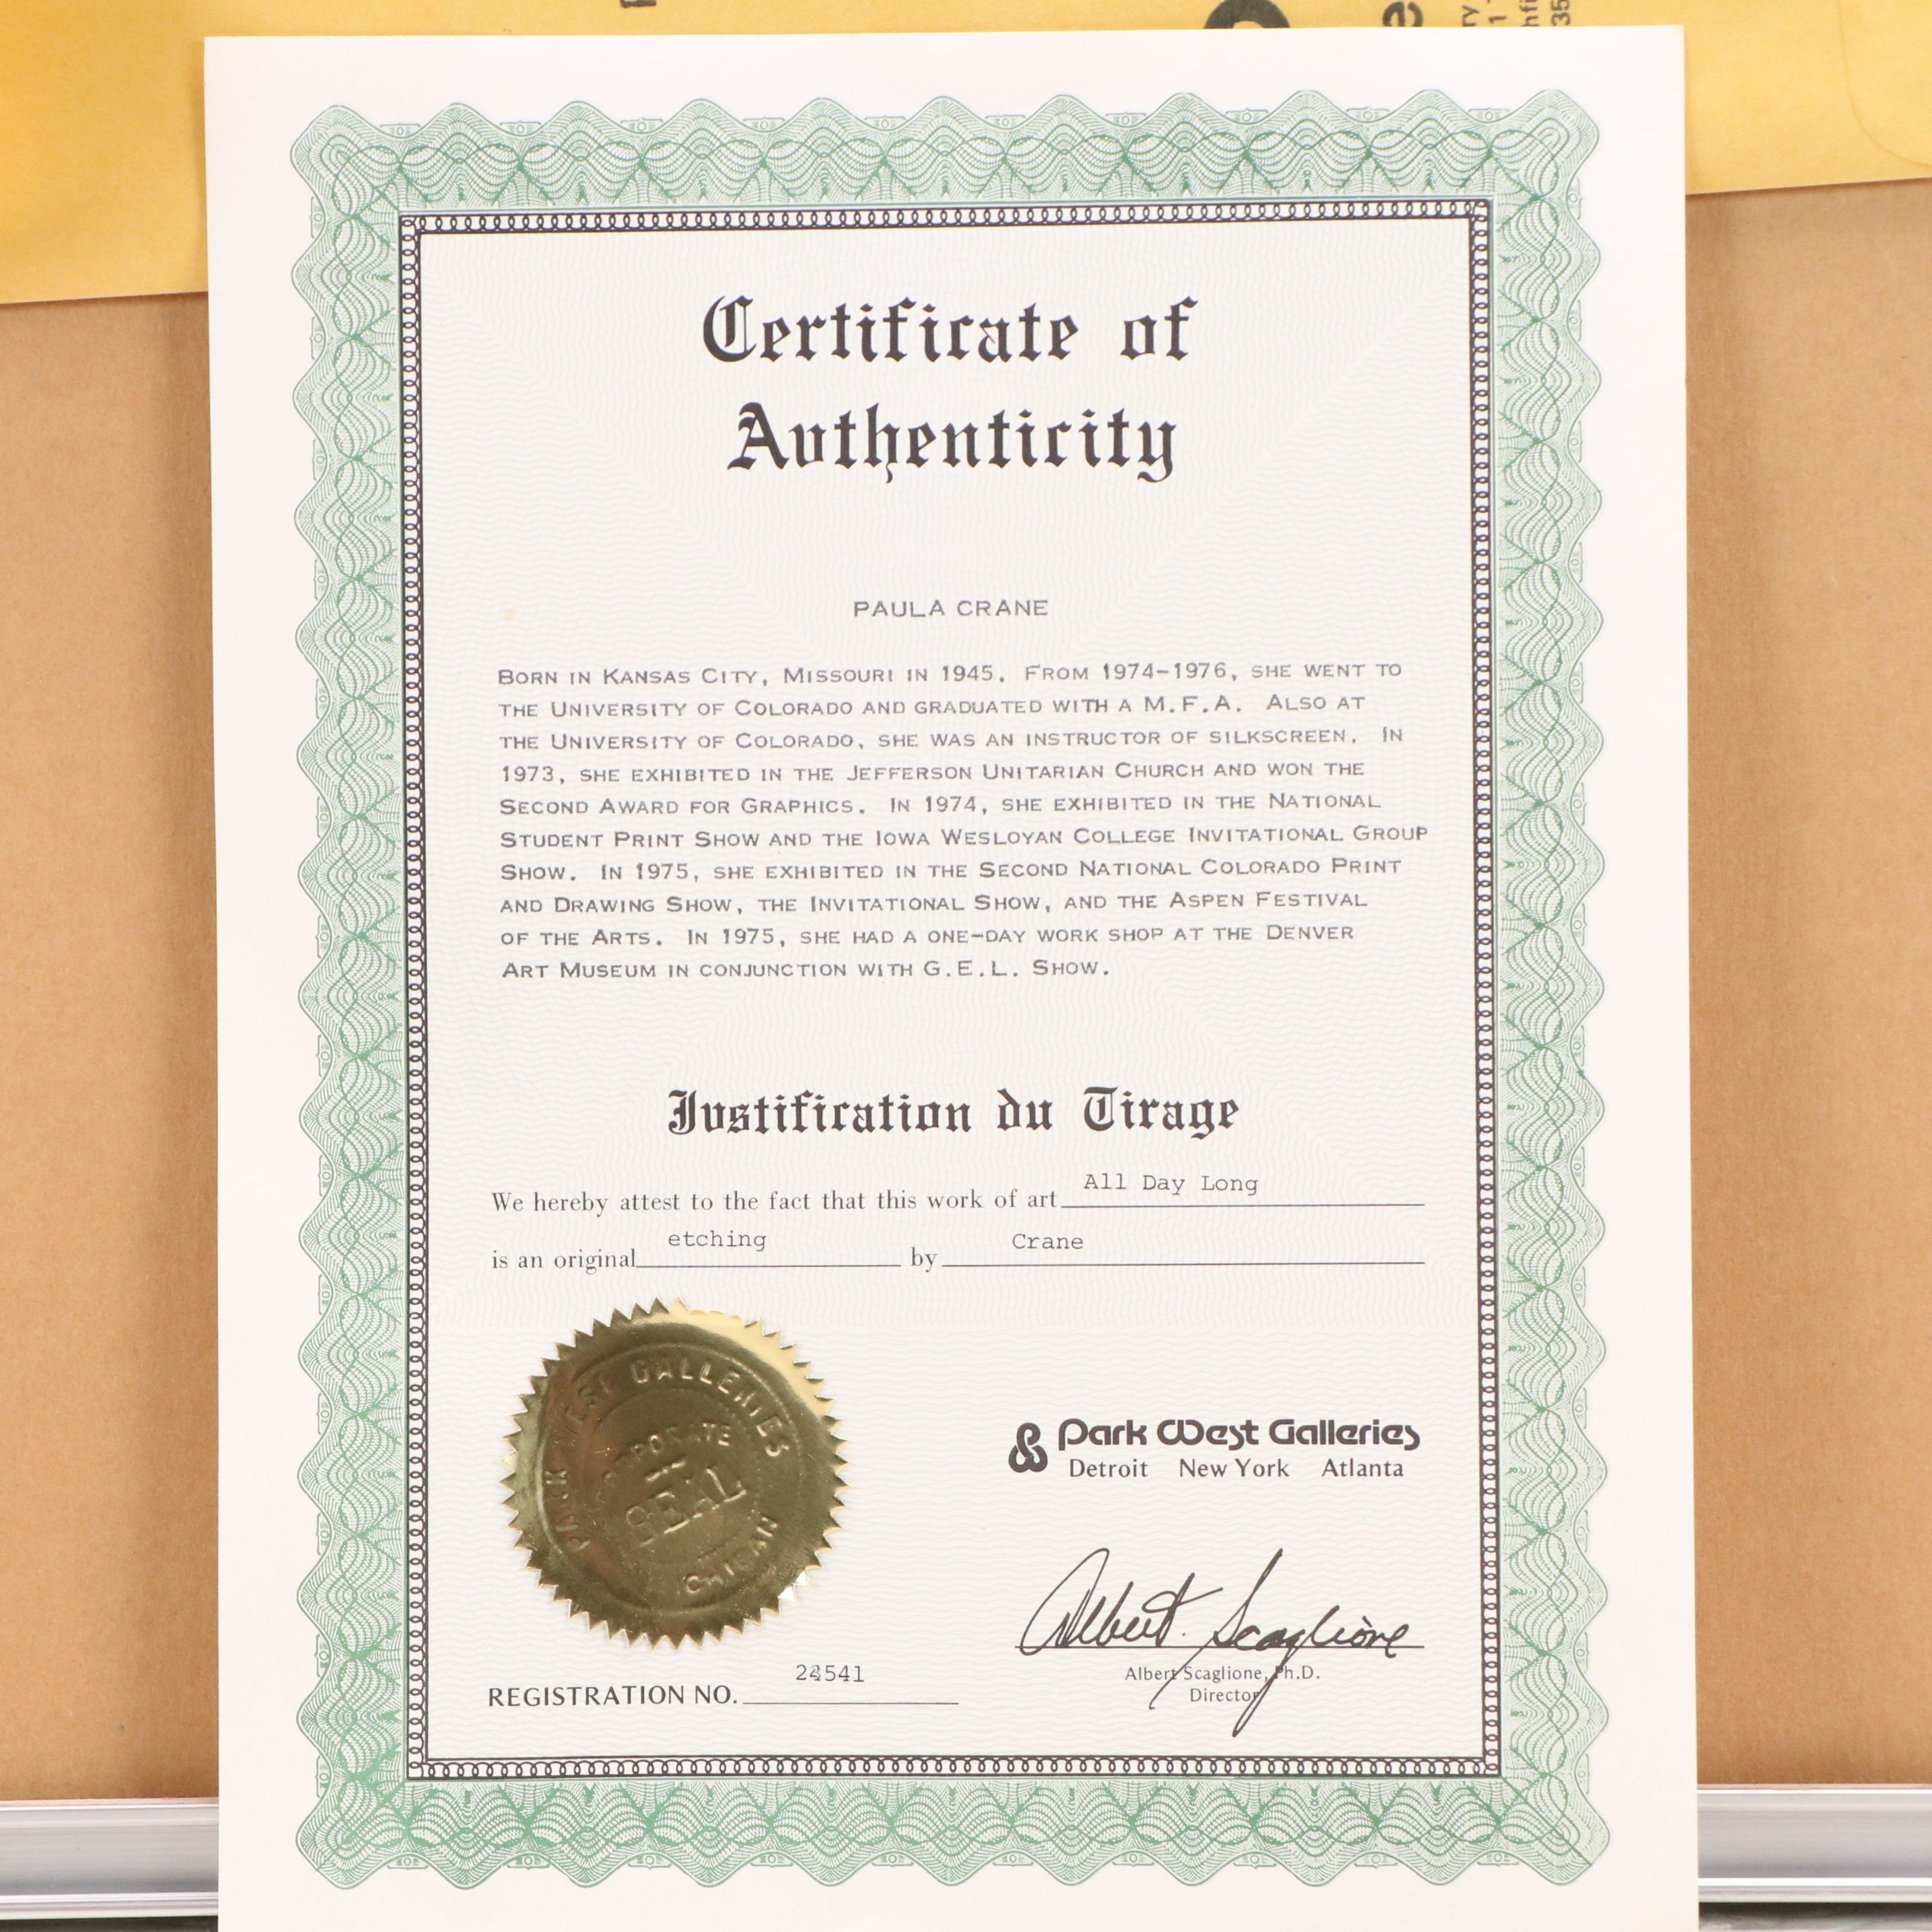 Certificate of
Authenticity
PAULA CRANE
BORN IN KANSAS CITY, MISSOURI IN 1945. FROM 1974-1976, SHE WENT TO
THE UNIVERSITY OF COLORADO AND GRADUATED WITH A M.F.A. ALSO AT
THE UNIVERSITY OF COLORADO, SHE WAS AN INSTRUCTOR OF SILKSCREEN. IN
1973, SHE EXHIBITED IN THE JEFFERSON UNITARIAN CHURCH AND WON THE
SECOND AWARD FOR GRAPHICS. IN 1974, SHE EXHIBITED IN THE NATIONAL
STUDENT PRINT SHOW AND THE IOWA WESLOYAN COLLEGE INVITATIONAL GROUP
SHOW. IN 1975, SHE EXHIBITED IN THE SECOND NATIONAL COLORADO PRINT
AND DRAWING SHOW, THE INVITATIONAL SHOW, AND THE ASPEN FESTIVAL
OF THE ARTS. IN 1975, SHE HAD A ONE-DAY WORK SHOP AT THE DENVER
ART MUSEUM IN CONJUNCTION WITH G.E.L. SHOW.
Justification du Tirage
We hereby attest to the fact that this work of art All Day Long
is an original etching by Crane
PARK WEST GALLERIES
CORPORATE
SEAL
Park West Galleries
Detroit New York Atlanta
Albert Scaglione
Albert Scaglione, Ph.D.
Director
REGISTRATION NO.